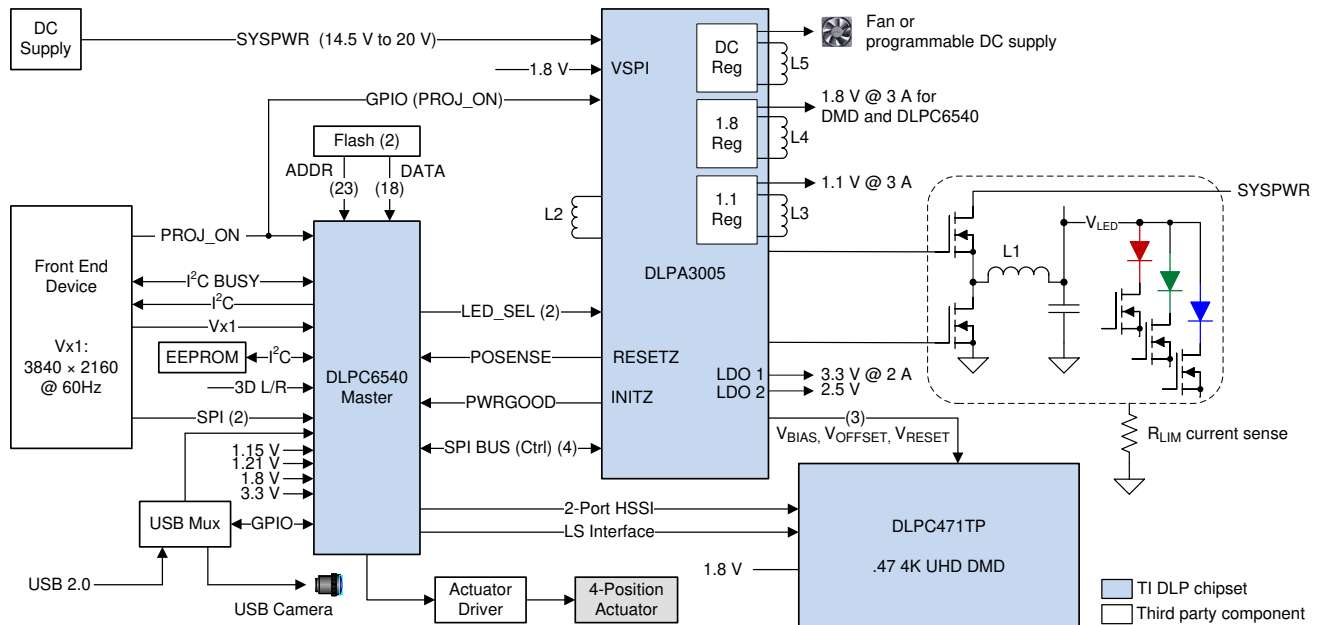 DC
Supply
SYSPWR (14.5 V to 20 V)
1.8 V
VSPI
GPIO (PROJ_ON)
DC
Reg
L5
Fan or
programmable DC supply
1.8
Reg
L4
1.8 V @ 3 A for
DMD and DLPC6540
1.1
Reg
L3
1.1 V @ 3 A
Flash (2)
ADDR
(23)
DATA
(18)
L2
DLPA3005
SYSPWR
VLED
L1
Front End
Device
Vx1:
3840 × 2160
@ 60Hz
PROJ_ON
I2C BUSY
I2C
Vx1
EEPROM
I2C
3D L/R
SPI (2)
1.15 V
1.21 V
1.8 V
3.3 V
DLPC6540
Master
LED_SEL (2)
POSENSE
RESETZ
PWRGOOD
INITZ
SPI BUS (Ctrl) (4)
LDO 1
3.3 V @ 2 A
LDO 2
2.5 V
(3)
VBIAS, VOFFSET, VRESET
RLIM current sense
USB Mux
GPIO
2-Port HSSI
LS Interface
DLPC471TP
.47 4K UHD DMD
1.8 V
USB 2.0
USB Camera
Actuator
Driver
4-Position
Actuator
TI DLP chipset
Third party component